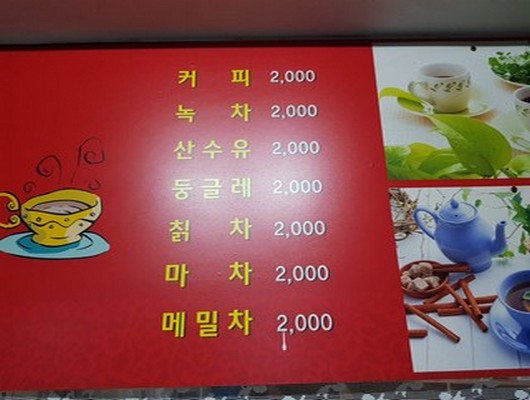 커 피 2,000
녹 차 2,000
산수유 2,000
둥글레 2,000
칡 차 2,000
마 차 2,000
메밀차 2,000